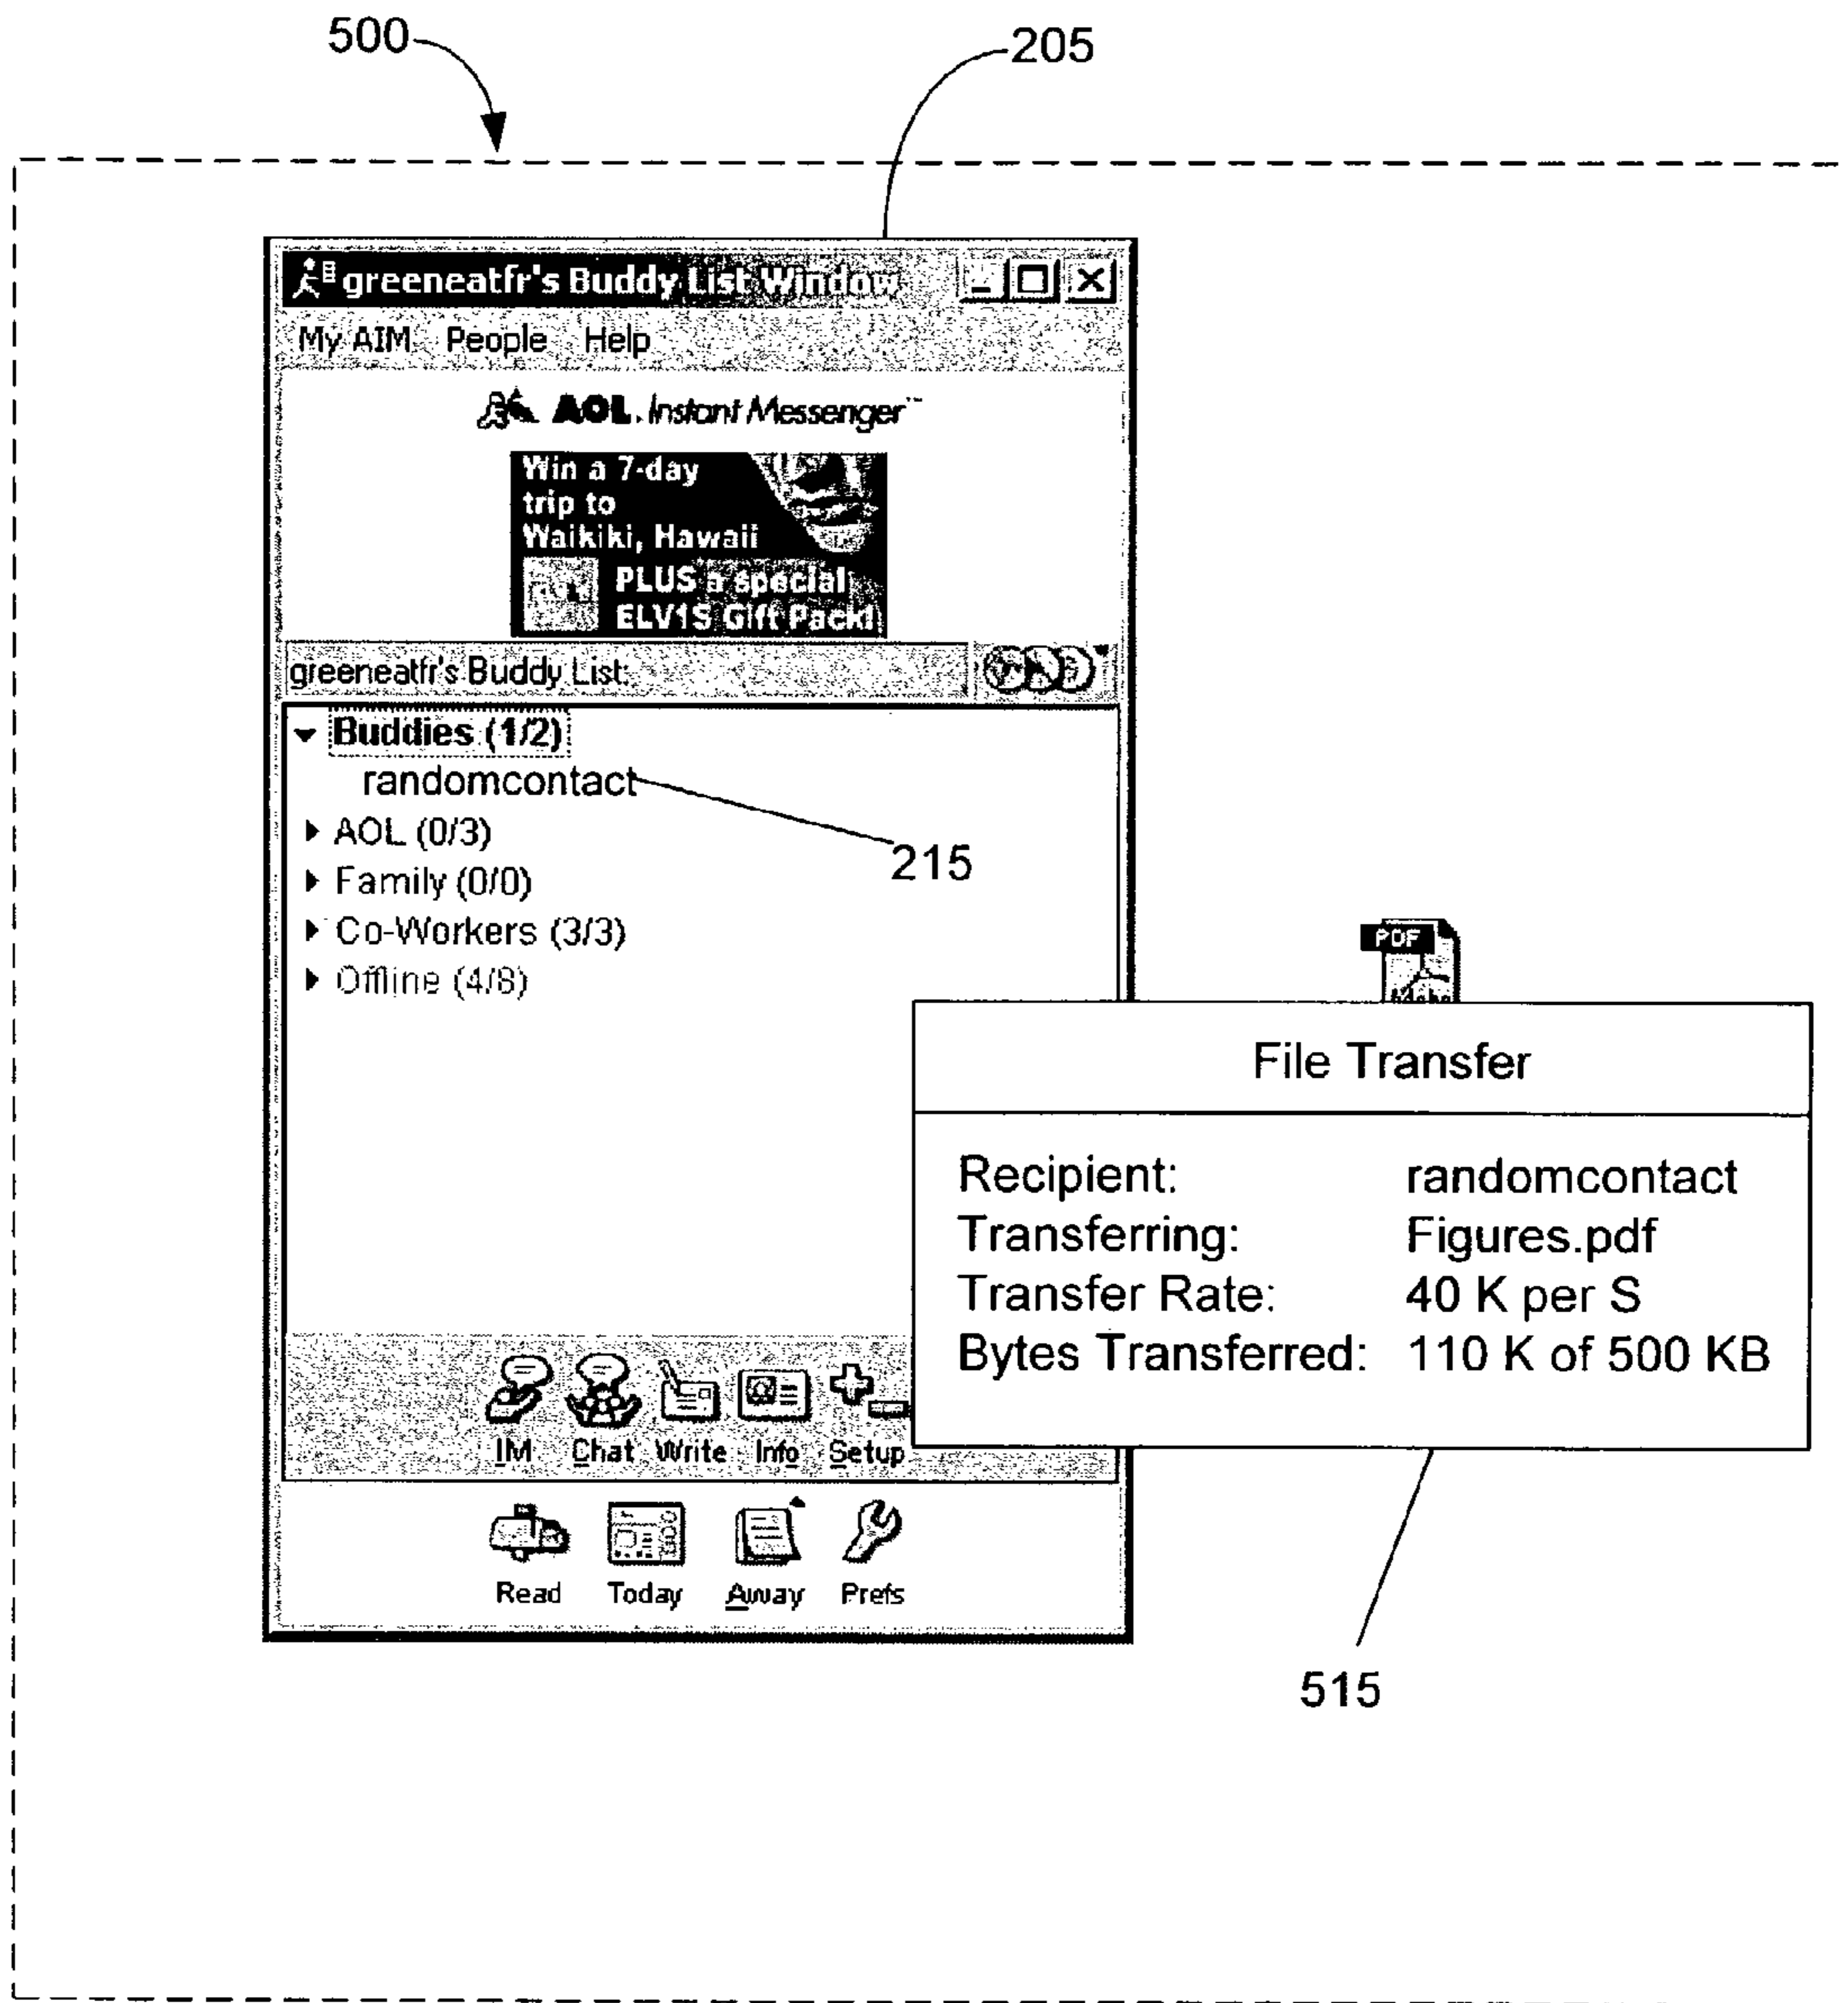 500
205
greeneatfr's Buddy List Window
My AIM People Help
AOL Instant Messenger™
Win a 7-day
trip to
Waikiki, Hawaii
PLUS a special
ELV1S Gift Pack!
greeneatfr's Buddy List:
Buddies (1/2)
randomcontact
AOL (0/3)
215
Family (0/0)
Co-Workers (3/3)
PDF
Offline (4/8)
File Transfer
Recipient: randomcontact
Transferring: Figures.pdf
Transfer Rate: 40 K per S
Bytes Transferred: 110 K of 500 KB
IM Chat Write Info Setup
Read Today Away Prefs
515